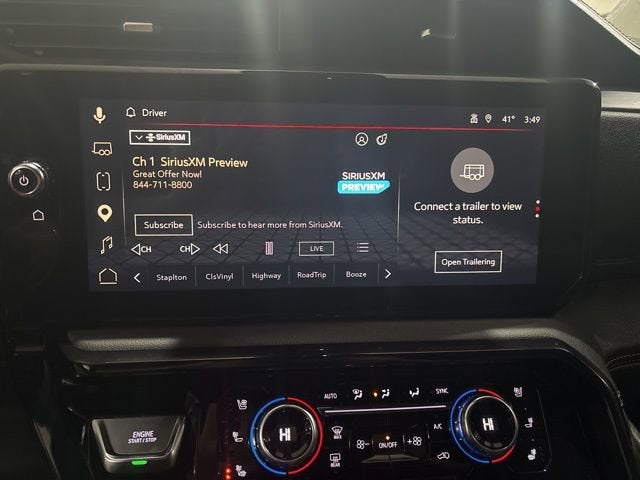 Driver
41° 3:49
SiriusXM
Ch 1 SiriusXM Preview
Great Offer Now!
844-711-8800
SIRIUSXM
PREVIEW
Subscribe Subscribe to hear more from SiriusXM.
CH CH LIVE
Staplton ClsVinyl Highway RoadTrip Booze
Connect a trailer to view
status.
Open Trailering
AUTO SYNC
ENGINE
START/STOP
HI
MAX
REAR
ON/OFF
A/C
HI